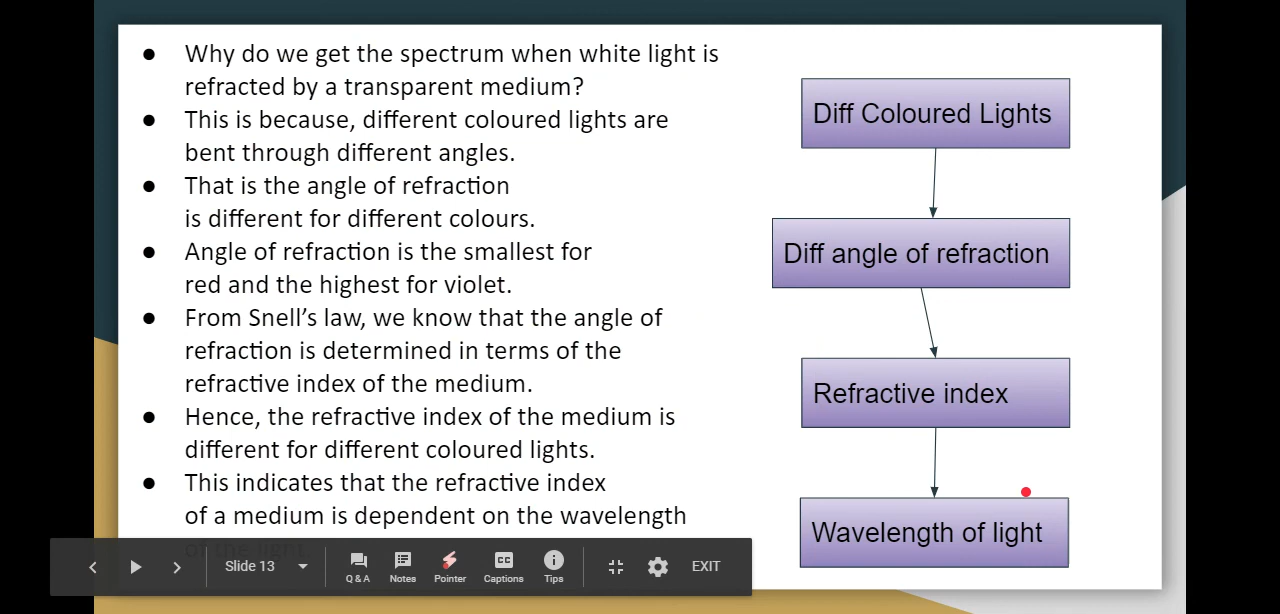 ● Why do we get the spectrum when white light is
refracted by a transparent medium?
● This is because, different coloured lights are
bent through different angles.
● That is the angle of refraction
is different for different colours.
● Angle of refraction is the smallest for
red and the highest for violet.
● From Snell’s law, we know that the angle of
refraction is determined in terms of the
refractive index of the medium.
● Hence, the refractive index of the medium is
different for different coloured lights.
● This indicates that the refractive index
of a medium is dependent on the wavelength
of the light.
Diff Coloured Lights
Diff angle of refraction
Refractive index
Wavelength of light
Slide 13
Q & A
Notes
Pointer
CC
Captions
Tips
EXIT